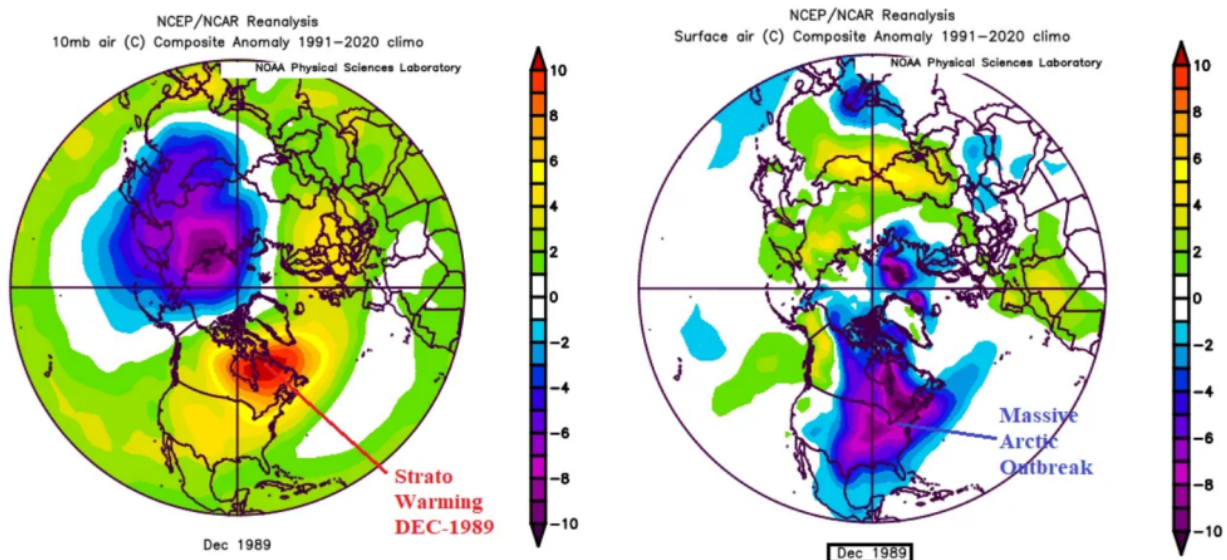 NCEP/NCAR Reanalysis
10mb air (C) Composite Anomaly 1991-2020 climo
NOAA Physical Sciences Laboratory
10
8
6
4
2
0
-2
-4
-6
-8
-10
Strato
Warming
DEC-1989
Dec 1989
NCEP/NCAR Reanalysis
Surface air (C) Composite Anomaly 1991-2020 climo
NOAA Physical Sciences Laboratory
10
8
6
4
2
0
-2
-4
-6
-8
-10
Massive
Arctic
Outbreak
Dec 1989